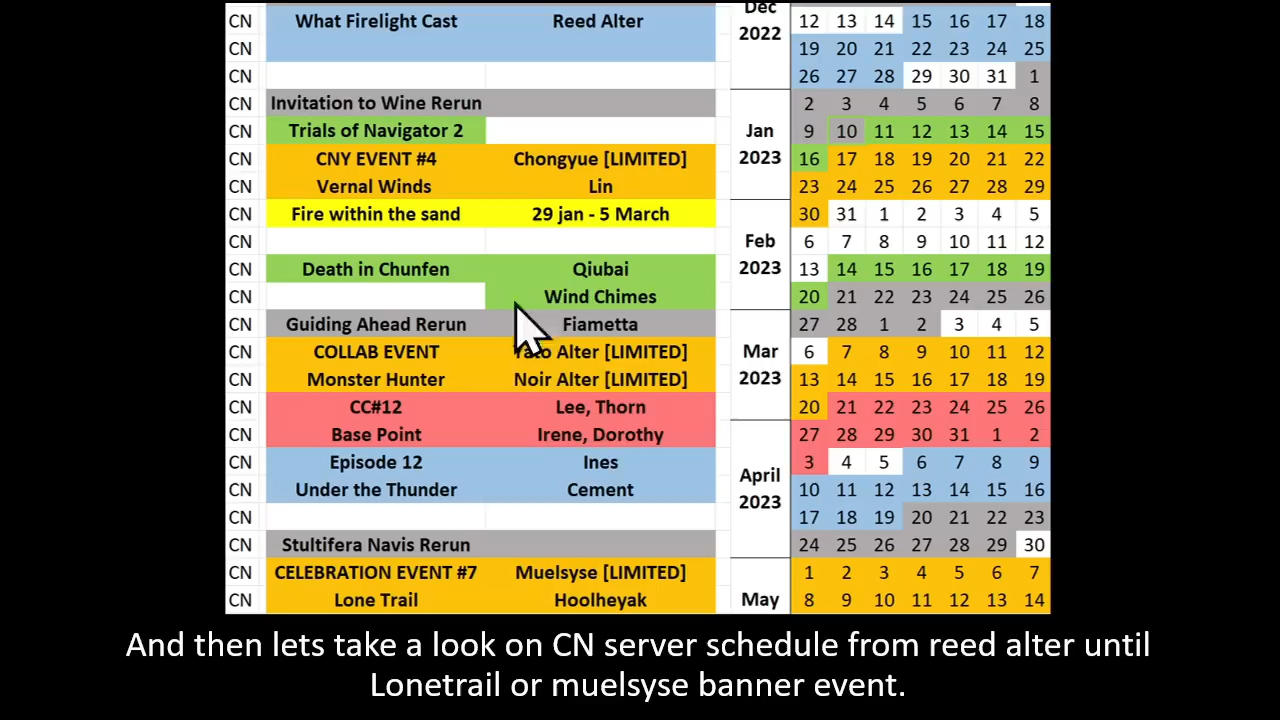 Dec
CN What Firelight Cast Reed Alter 2022 12 13 14 15 16 17 18
CN 19 20 21 22 23 24 25
CN 26 27 28 29 30 31 1
CN Invitation to Wine Rerun 2 3 4 5 6 7 8
CN Trials of Navigator 2 Jan 9 10 11 12 13 14 15
CN CNY EVENT #4 Chongyue [LIMITED] 2023 16 17 18 19 20 21 22
CN Vernal Winds Lin 23 24 25 26 27 28 29
CN Fire within the sand 29 jan - 5 March 30 31 1 2 3 4 5
CN Feb 6 7 8 9 10 11 12
CN Death in Chunfen Qiubai 2023 13 14 15 16 17 18 19
CN Wind Chimes 20 21 22 23 24 25 26
CN Guiding Ahead Rerun Fiametta 27 28 1 2 3 4 5
CN COLLAB EVENT Yato Alter [LIMITED] Mar 6 7 8 9 10 11 12
CN Monster Hunter Noir Alter [LIMITED] 2023 13 14 15 16 17 18 19
CN CC#12 Lee, Thorn 20 21 22 23 24 25 26
CN Base Point Irene, Dorothy 27 28 29 30 31 1 2
CN Episode 12 Ines April 3 4 5 6 7 8 9
CN Under the Thunder Cement 2023 10 11 12 13 14 15 16
CN 17 18 19 20 21 22 23
CN Stultifera Navis Rerun 24 25 26 27 28 29 30
CN CELEBRATION EVENT #7 Muelsyse [LIMITED] 1 2 3 4 5 6 7
CN Lone Trail Hoolheyak May 8 9 10 11 12 13 14
And then lets take a look on CN server schedule from reed alter until
Lonetrail or muelsyse banner event.